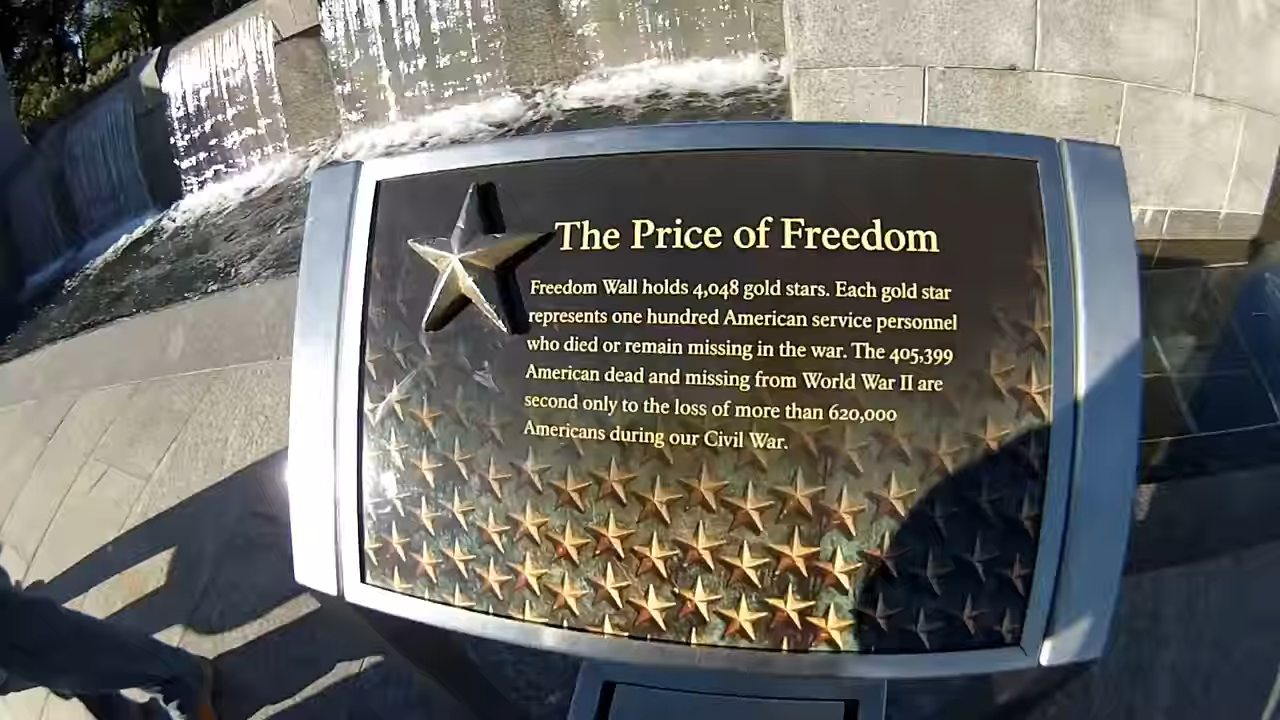 The Price of Freedom
Freedom Wall holds 4,048 gold stars. Each gold star
represents one hundred American service personnel
who died or remain missing in the war. The 405,399
American dead and missing from World War II are
second only to the loss of more than 620,000
Americans during our Civil War.